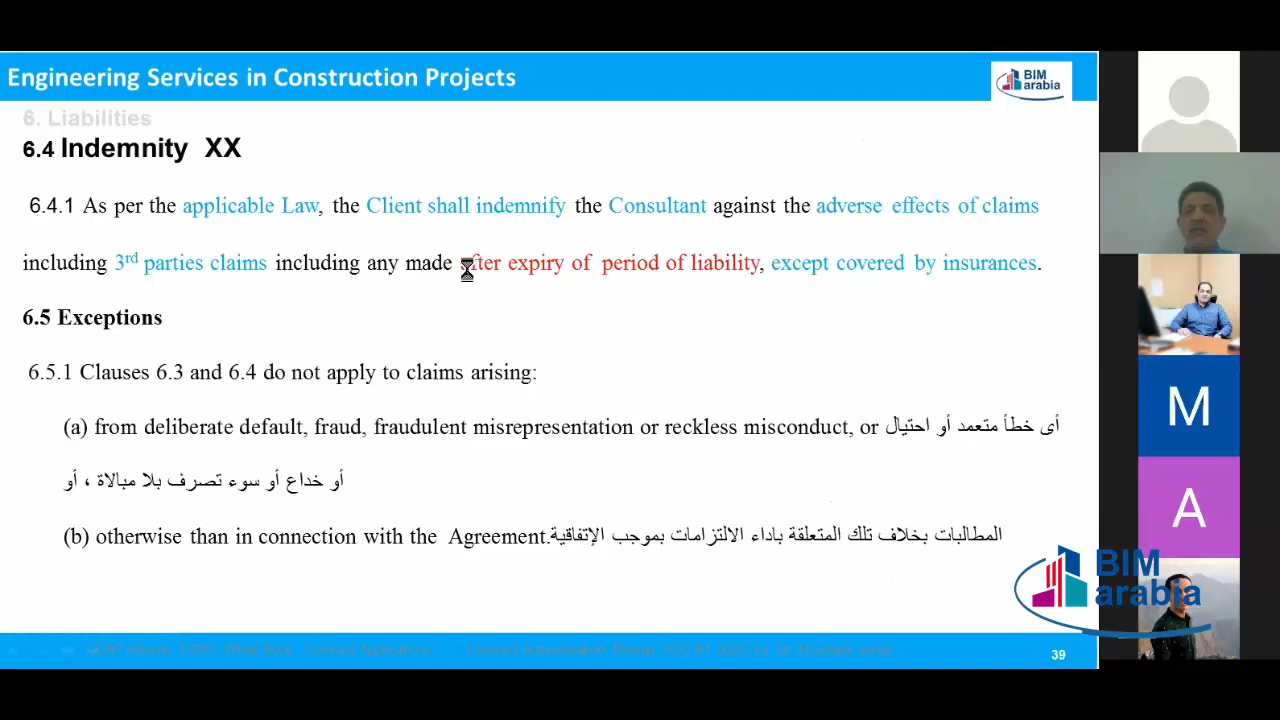 Engineering Services in Construction Projects
BIM
arabia
6. Liabilities
6.4 Indemnity XX
6.4.1 As per the applicable Law, the Client shall indemnify the Consultant against the adverse effects of claims
including 3rd parties claims including any made after expiry of period of liability, except covered by insurances.
6.5 Exceptions
6.5.1 Clauses 6.3 and 6.4 do not apply to claims arising:
(a) from deliberate default, fraud, fraudulent misrepresentation or reckless misconduct, or أى خطأ متعمد أو احتيال
أو خداع أو سوء تصرف بلا مبالاة ، أو
(b) otherwise than in connection with the Agreement. المطالبات بخلاف تلك المتعلقة باداء الالتزامات بموجب الإتفاقية
M
A
BIM
arabia
39